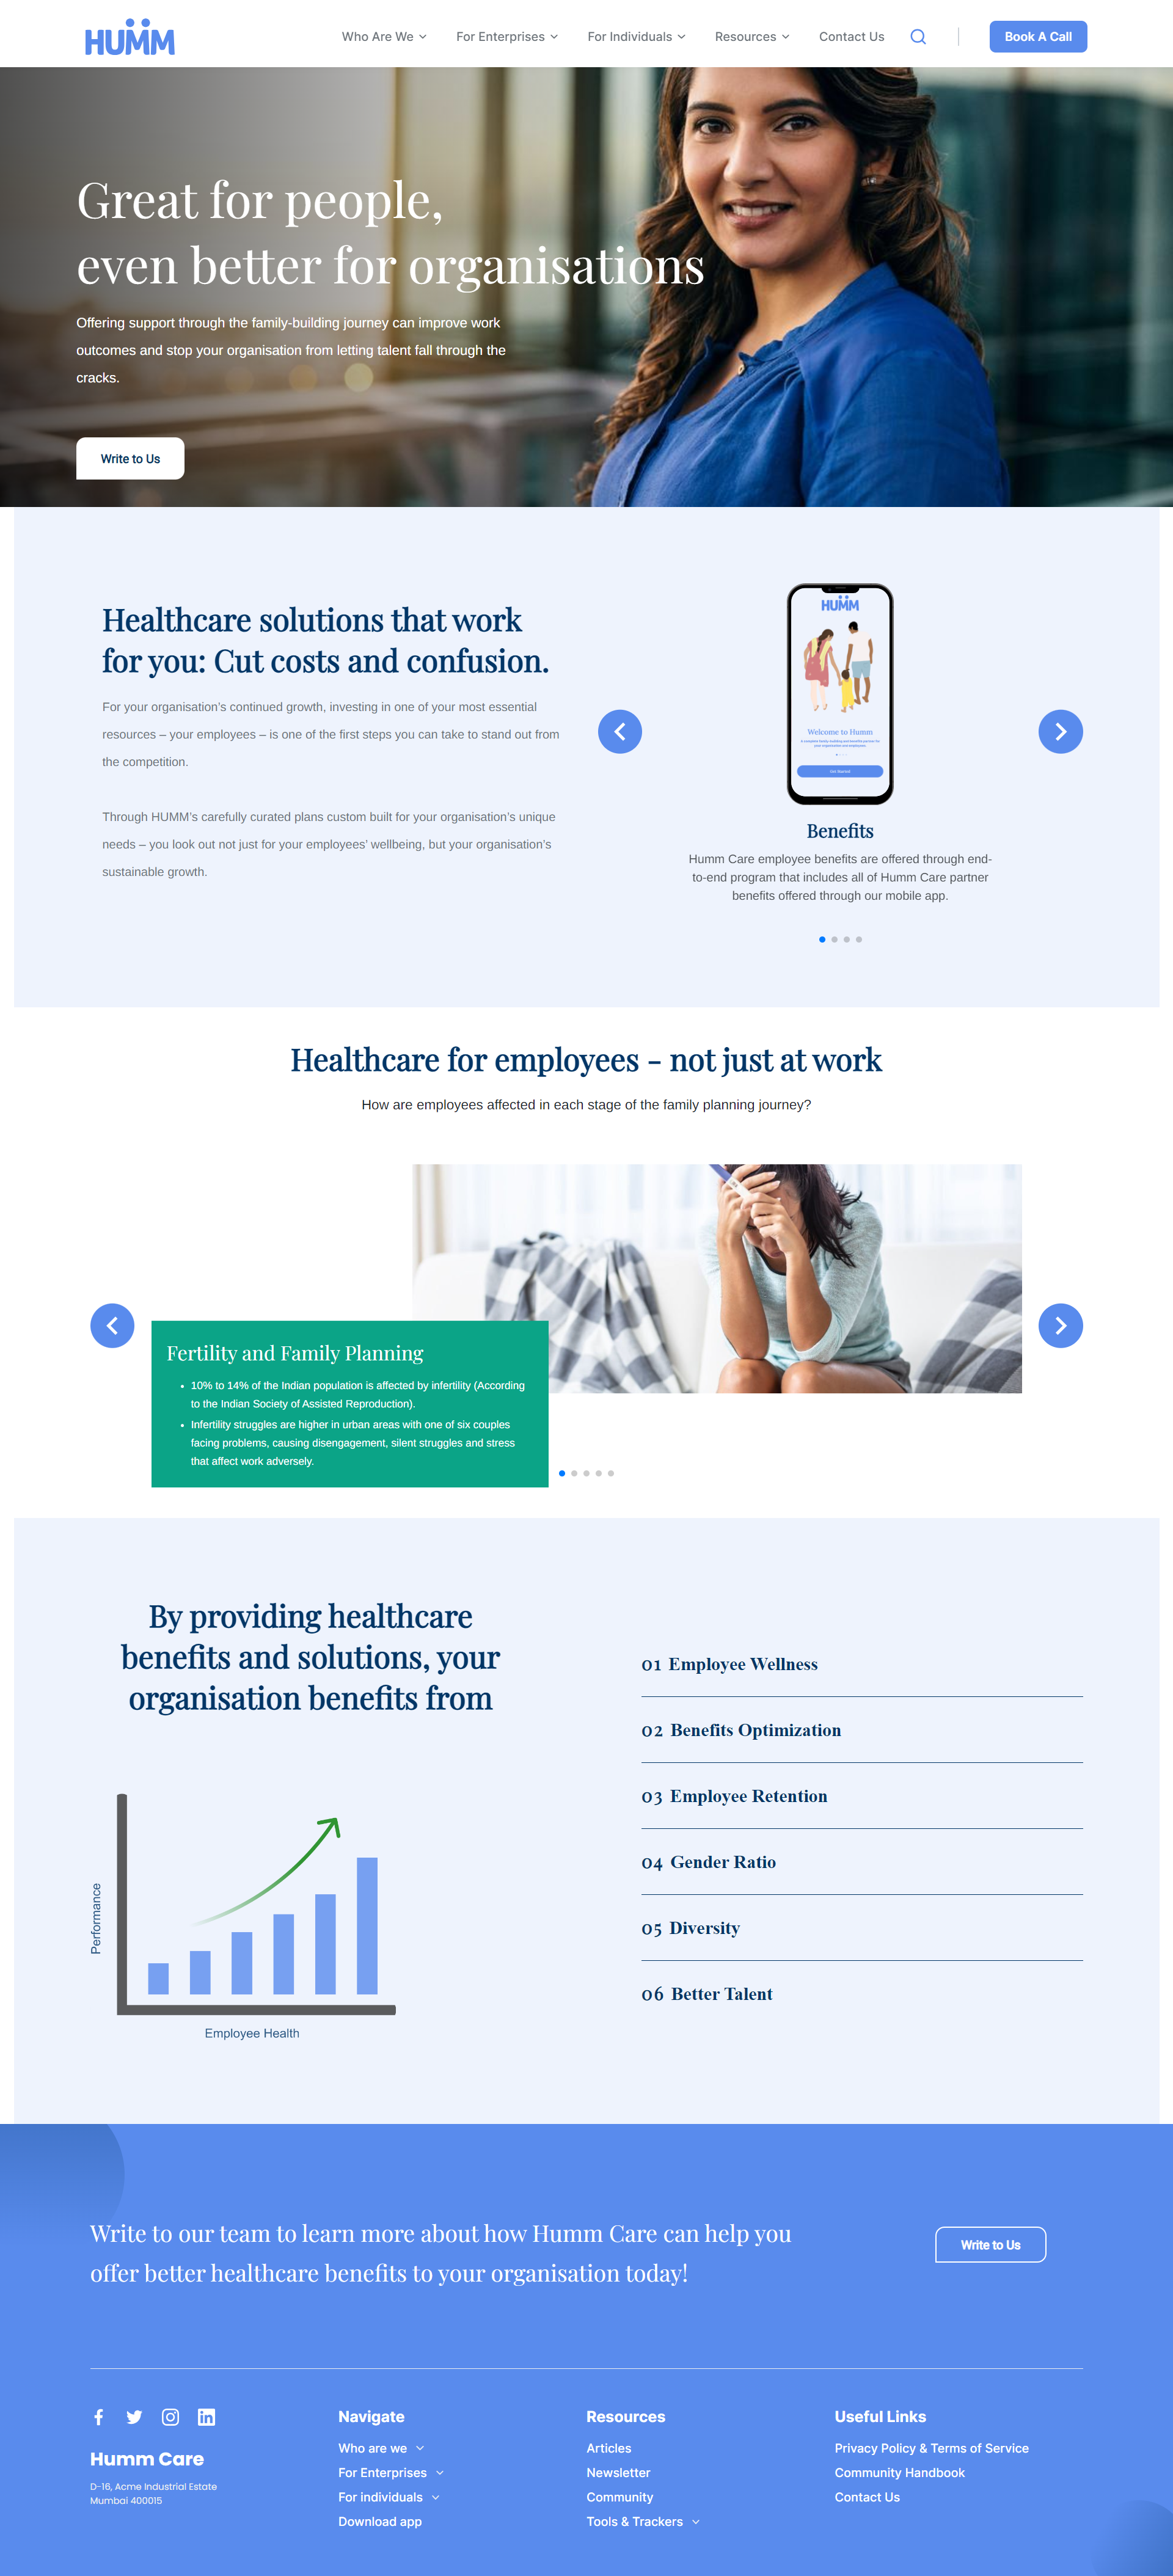 HUMM
Who Are We
For Enterprises
For Individuals
Resources
Contact Us
Book A Call
Great for people,
even better for organisations
Offering support through the family-building journey can improve work
outcomes and stop your organisation from letting talent fall through the
cracks.
Write to Us
Healthcare solutions that work
for you: Cut costs and confusion.
For your organisation’s continued growth, investing in one of your most essential
resources – your employees – is one of the first steps you can take to stand out from
the competition.
Through HUMM’s carefully curated plans custom built for your organisation’s unique
needs – you look out not just for your employees’ wellbeing, but your organisation’s
sustainable growth.
HUMM
Welcome to Humm
A complete family building and benefits partner for
your organisation and employees
Get Started
Benefits
Humm Care employee benefits are offered through end-
to-end program that includes all of Humm Care partner
benefits offered through our mobile app.
Healthcare for employees – not just at work
How are employees affected in each stage of the family planning journey?
Fertility and Family Planning
• 10% to 14% of the Indian population is affected by infertility (According
to the Indian Society of Assisted Reproduction).
• Infertility struggles are higher in urban areas with one of six couples
facing problems, causing disengagement, silent struggles and stress
that affect work adversely.
By providing healthcare
benefits and solutions, your
organisation benefits from
Performance
Employee Health
01 Employee Wellness
02 Benefits Optimization
03 Employee Retention
04 Gender Ratio
05 Diversity
06 Better Talent
Write to our team to learn more about how Humm Care can help you
offer better healthcare benefits to your organisation today!
Write to Us
Humm Care
D-16, Acme Industrial Estate
Mumbai 400015
Navigate
Who are we
For Enterprises
For individuals
Download app
Resources
Articles
Newsletter
Community
Tools & Trackers
Useful Links
Privacy Policy & Terms of Service
Community Handbook
Contact Us